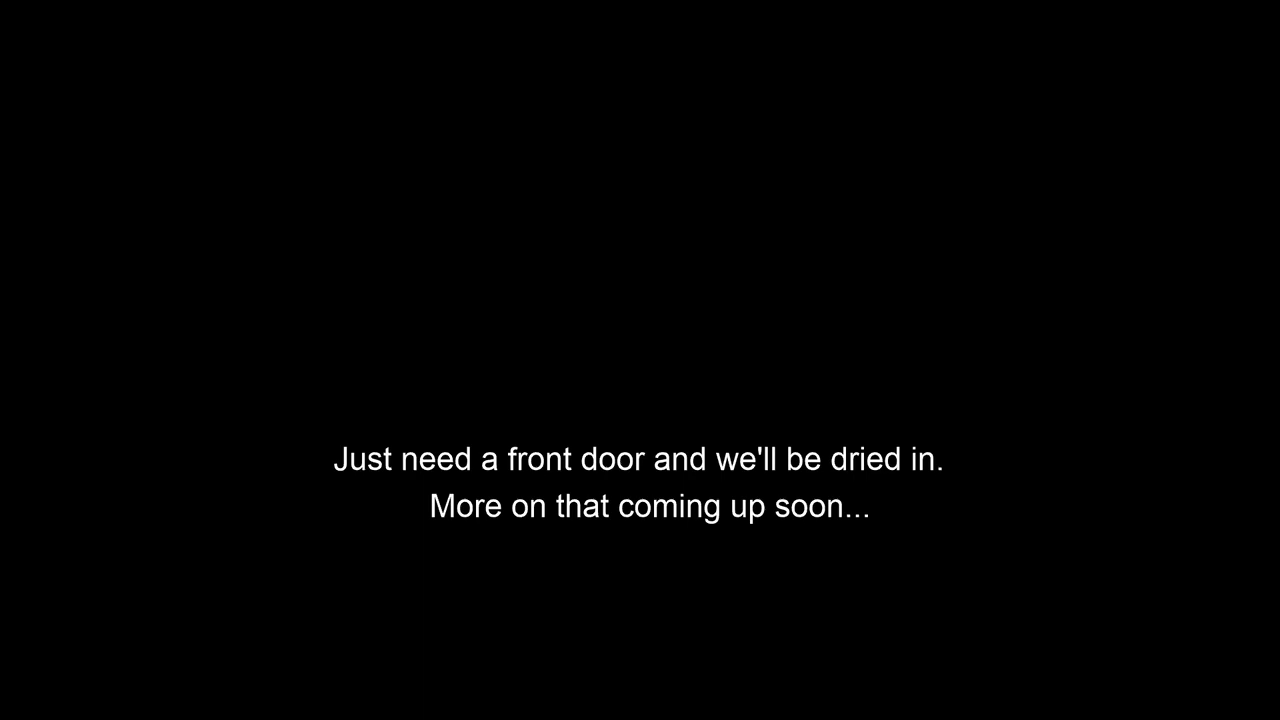 Just need a front door and we'll be dried in.
More on that coming up soon...